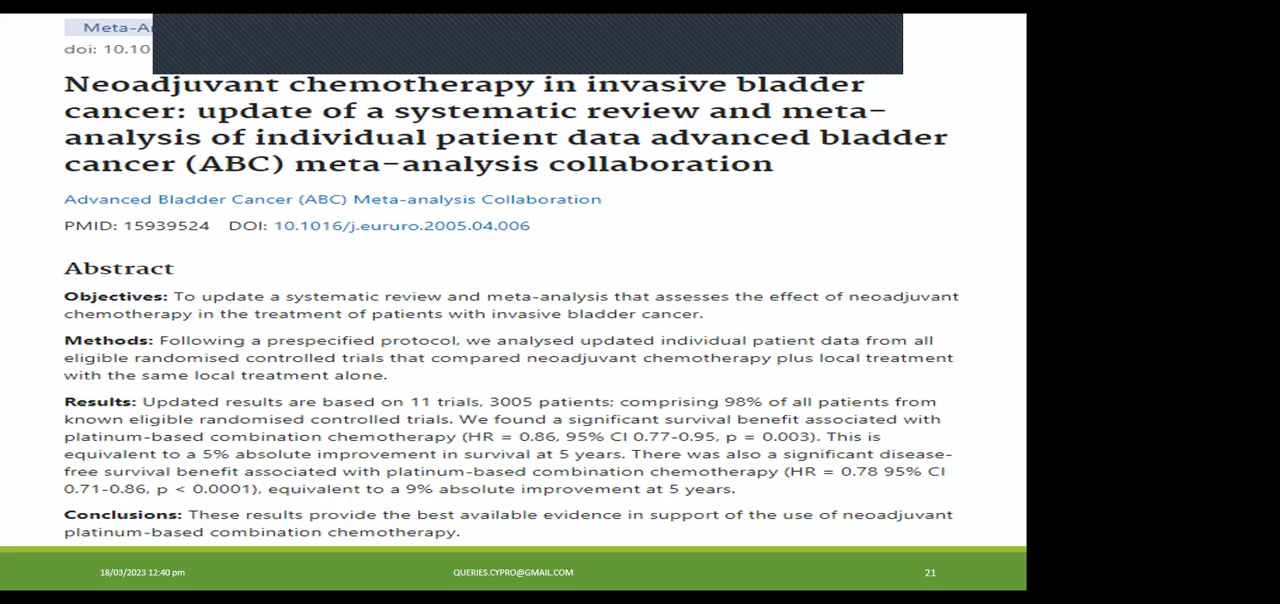 Meta-A
doi: 10.10
Neoadjuvant chemotherapy in invasive bladder
cancer: update of a systematic review and meta-
analysis of individual patient data advanced bladder
cancer (ABC) meta-analysis collaboration
Advanced Bladder Cancer (ABC) Meta-analysis Collaboration
PMID: 15939524 DOI: 10.1016/j.eururo.2005.04.006
Abstract
Objectives: To update a systematic review and meta-analysis that assesses the effect of neoadjuvant
chemotherapy in the treatment of patients with invasive bladder cancer.
Methods: Following a prespecified protocol, we analysed updated individual patient data from all
eligible randomised controlled trials that compared neoadjuvant chemotherapy plus local treatment
with the same local treatment alone.
Results: Updated results are based on 11 trials, 3005 patients; comprising 98% of all patients from
known eligible randomised controlled trials. We found a significant survival benefit associated with
platinum-based combination chemotherapy (HR = 0.86, 95% CI 0.77-0.95, p = 0.003). This is
equivalent to a 5% absolute improvement in survival at 5 years. There was also a significant disease-
free survival benefit associated with platinum-based combination chemotherapy (HR = 0.78 95% CI
0.71-0.86, p < 0.0001), equivalent to a 9% absolute improvement at 5 years.
Conclusions: These results provide the best available evidence in support of the use of neoadjuvant
platinum-based combination chemotherapy.
18/03/2023 12:40 pm
QUERIES.CYPRO@GMAIL.COM
21